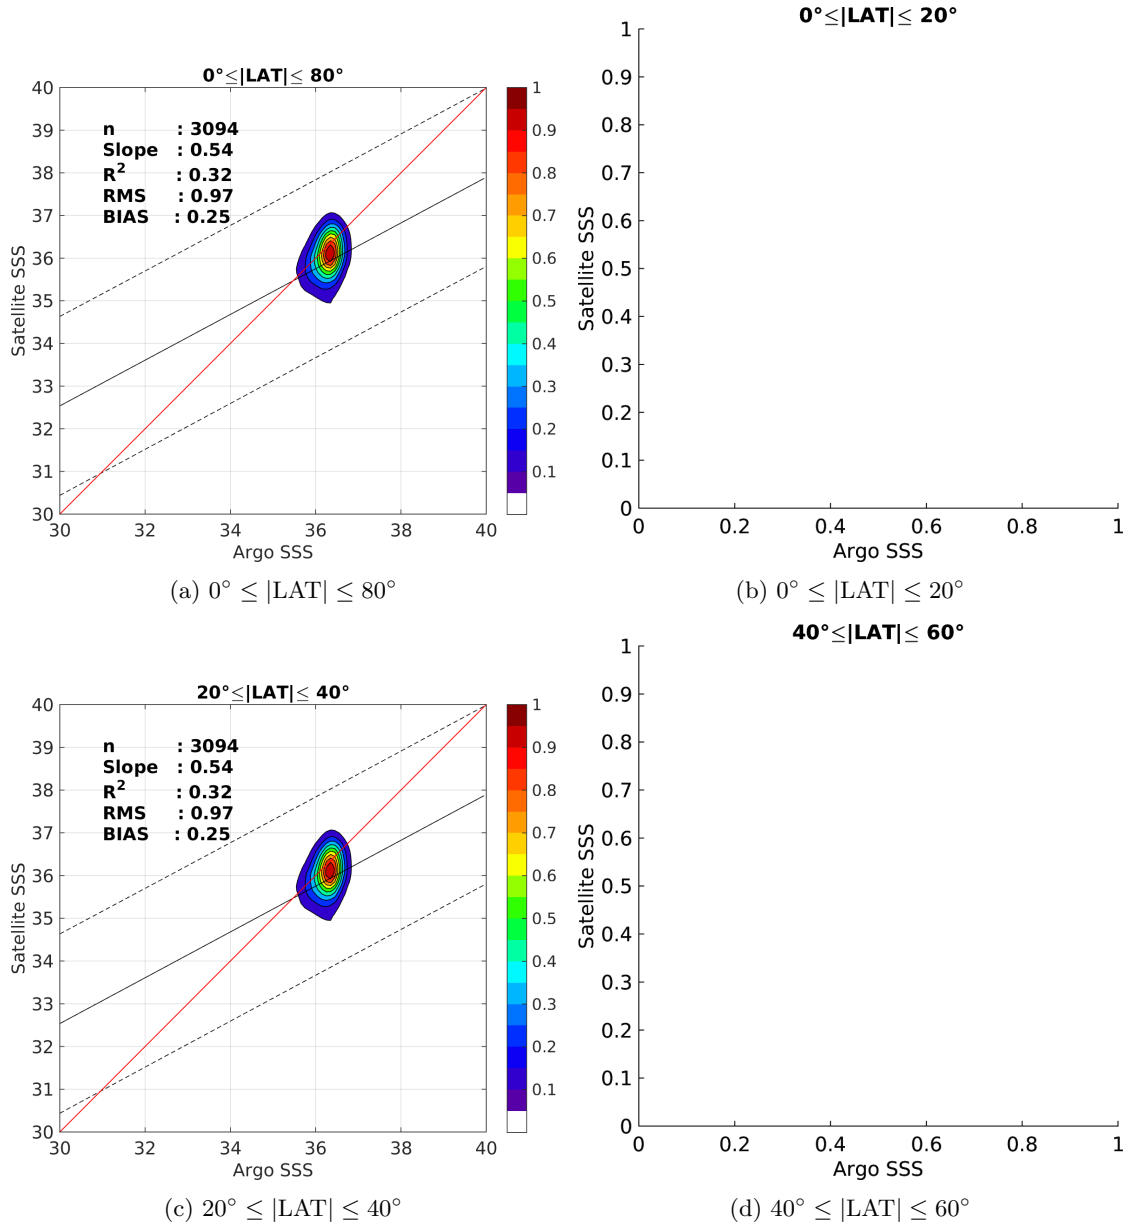 0°≤|LAT|≤ 80°
40
39
38
37
36
35
34
33
32
31
30
Satellite SSS
n : 3094
Slope : 0.54
R² : 0.32
RMS : 0.97
BIAS : 0.25
1
0.9
0.8
0.7
0.6
0.5
0.4
0.3
0.2
0.1
30 32 34 36 38 40
Argo SSS
(a) 0° ≤ |LAT| ≤ 80°
0°≤|LAT|≤ 20°
1
0.9
0.8
0.7
0.6
0.5
0.4
0.3
0.2
0.1
0
Satellite SSS
0 0.2 0.4 0.6 0.8 1
Argo SSS
(b) 0° ≤ |LAT| ≤ 20°
20°≤|LAT|≤ 40°
40
39
38
37
36
35
34
33
32
31
30
Satellite SSS
n : 3094
Slope : 0.54
R² : 0.32
RMS : 0.97
BIAS : 0.25
1
0.9
0.8
0.7
0.6
0.5
0.4
0.3
0.2
0.1
30 32 34 36 38 40
Argo SSS
(c) 20° ≤ |LAT| ≤ 40°
40°≤|LAT|≤ 60°
1
0.9
0.8
0.7
0.6
0.5
0.4
0.3
0.2
0.1
0
Satellite SSS
0 0.2 0.4 0.6 0.8 1
Argo SSS
(d) 40° ≤ |LAT| ≤ 60°